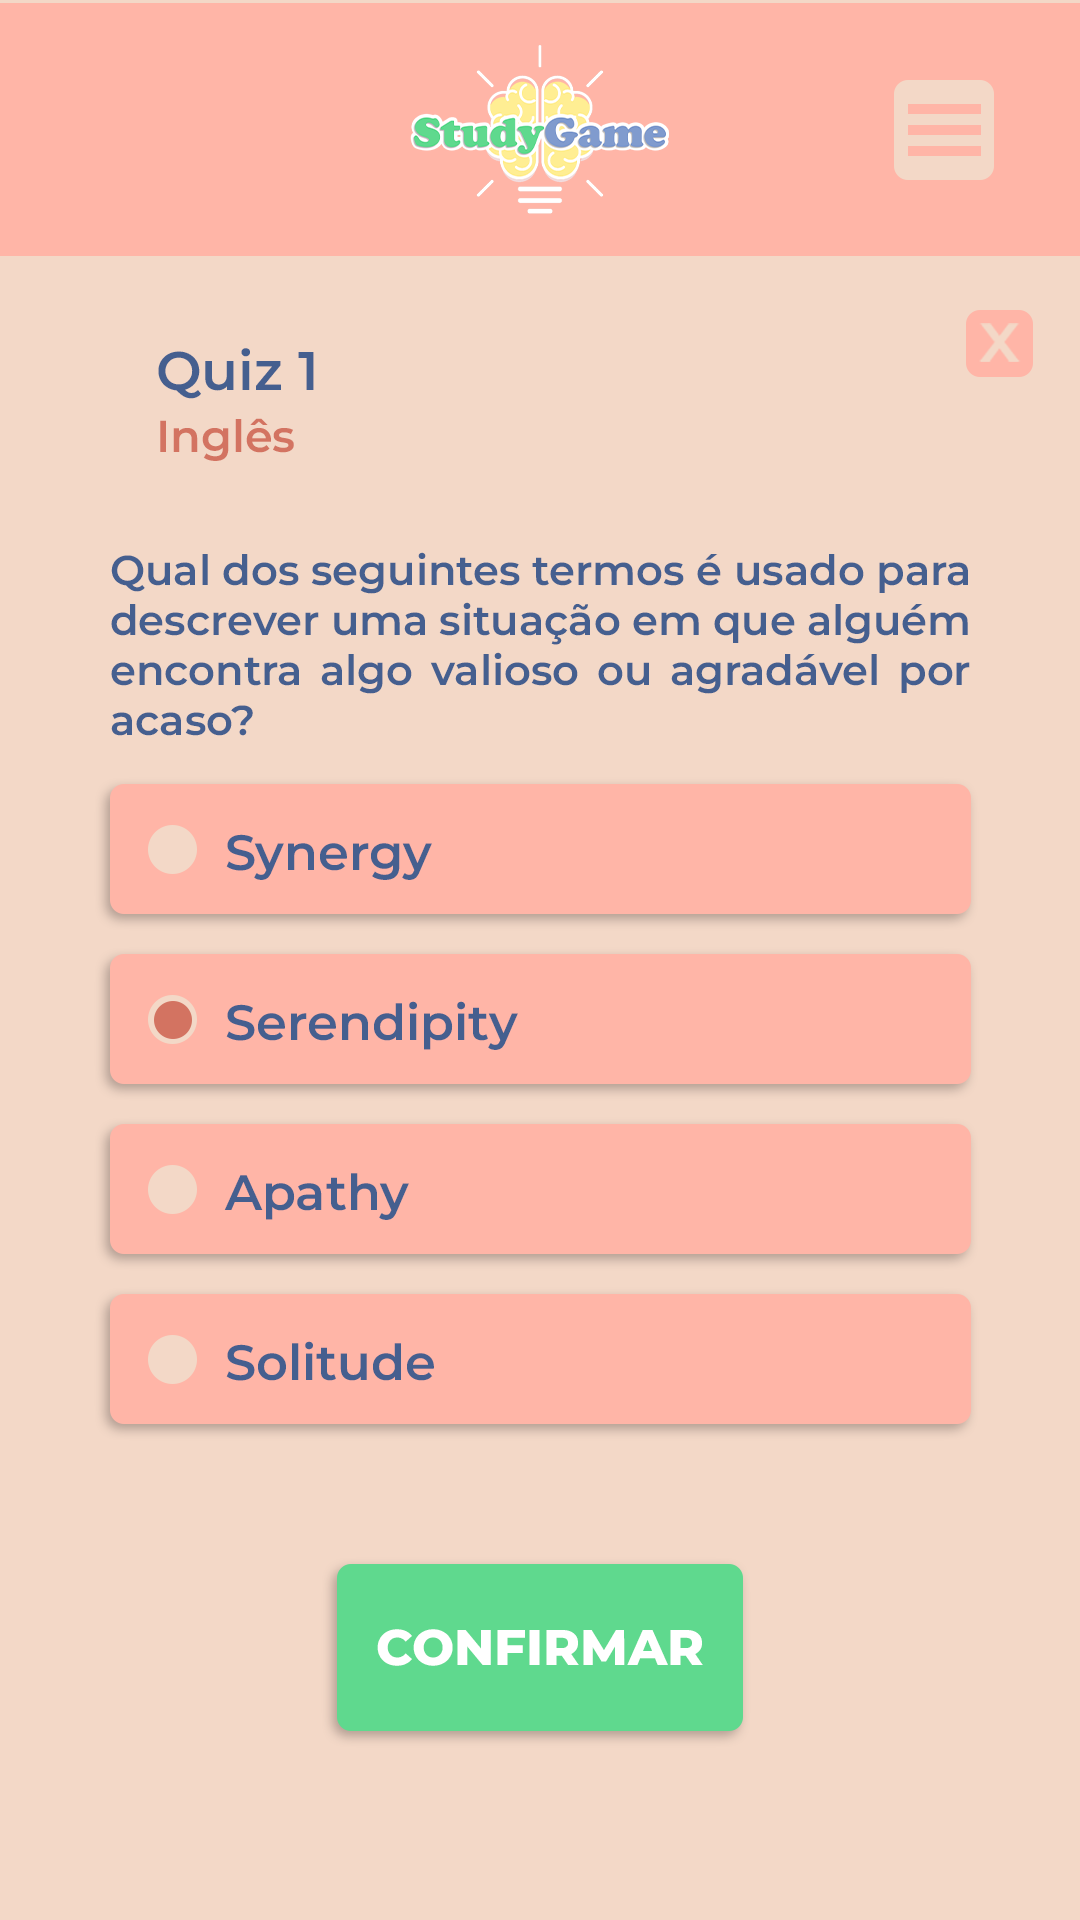 StudyGame
X
Quiz 1
Inglês
Qual dos seguintes termos é usado para
descrever uma situação em que alguém
encontra algo valioso ou agradável por
acaso?
Synergy
Serendipity
Apathy
Solitude
CONFIRMAR